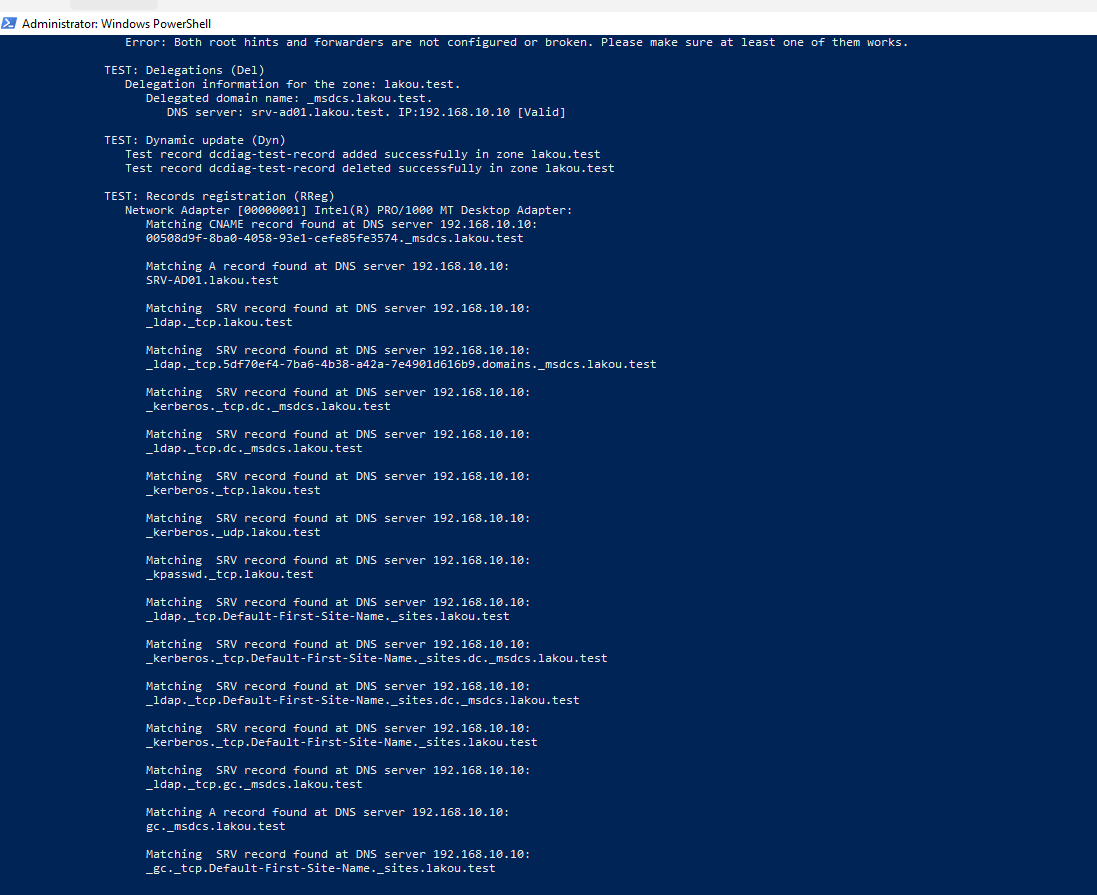 Administrator: Windows PowerShell
Error: Both root hints and forwarders are not configured or broken. Please make sure at least one of them works.
TEST: Delegations (Del)
Delegation information for the zone: lakou.test.
Delegated domain name: _msdcs.lakou.test.
DNS server: srv-ad01.lakou.test. IP:192.168.10.10 [Valid]
TEST: Dynamic update (Dyn)
Test record dcdiag-test-record added successfully in zone lakou.test
Test record dcdiag-test-record deleted successfully in zone lakou.test
TEST: Records registration (RReg)
Network Adapter [00000001] Intel(R) PRO/1000 MT Desktop Adapter:
Matching CNAME record found at DNS server 192.168.10.10:
00508d9f-8ba0-4058-93e1-cefe85fe3574._msdcs.lakou.test
Matching A record found at DNS server 192.168.10.10:
SRV-AD01.lakou.test
Matching  SRV record found at DNS server 192.168.10.10:
_ldap._tcp.lakou.test
Matching  SRV record found at DNS server 192.168.10.10:
_ldap._tcp.5df70ef4-7ba6-4b38-a42a-7e4901d616b9.domains._msdcs.lakou.test
Matching  SRV record found at DNS server 192.168.10.10:
_kerberos._tcp.dc._msdcs.lakou.test
Matching  SRV record found at DNS server 192.168.10.10:
_ldap._tcp.dc._msdcs.lakou.test
Matching  SRV record found at DNS server 192.168.10.10:
_kerberos._tcp.lakou.test
Matching  SRV record found at DNS server 192.168.10.10:
_kerberos._udp.lakou.test
Matching  SRV record found at DNS server 192.168.10.10:
_kpasswd._tcp.lakou.test
Matching  SRV record found at DNS server 192.168.10.10:
_ldap._tcp.Default-First-Site-Name._sites.lakou.test
Matching  SRV record found at DNS server 192.168.10.10:
_kerberos._tcp.Default-First-Site-Name._sites.dc._msdcs.lakou.test
Matching  SRV record found at DNS server 192.168.10.10:
_ldap._tcp.Default-First-Site-Name._sites.dc._msdcs.lakou.test
Matching  SRV record found at DNS server 192.168.10.10:
_kerberos._tcp.Default-First-Site-Name._sites.lakou.test
Matching  SRV record found at DNS server 192.168.10.10:
_ldap._tcp.gc._msdcs.lakou.test
Matching A record found at DNS server 192.168.10.10:
gc._msdcs.lakou.test
Matching  SRV record found at DNS server 192.168.10.10:
_gc._tcp.Default-First-Site-Name._sites.lakou.test